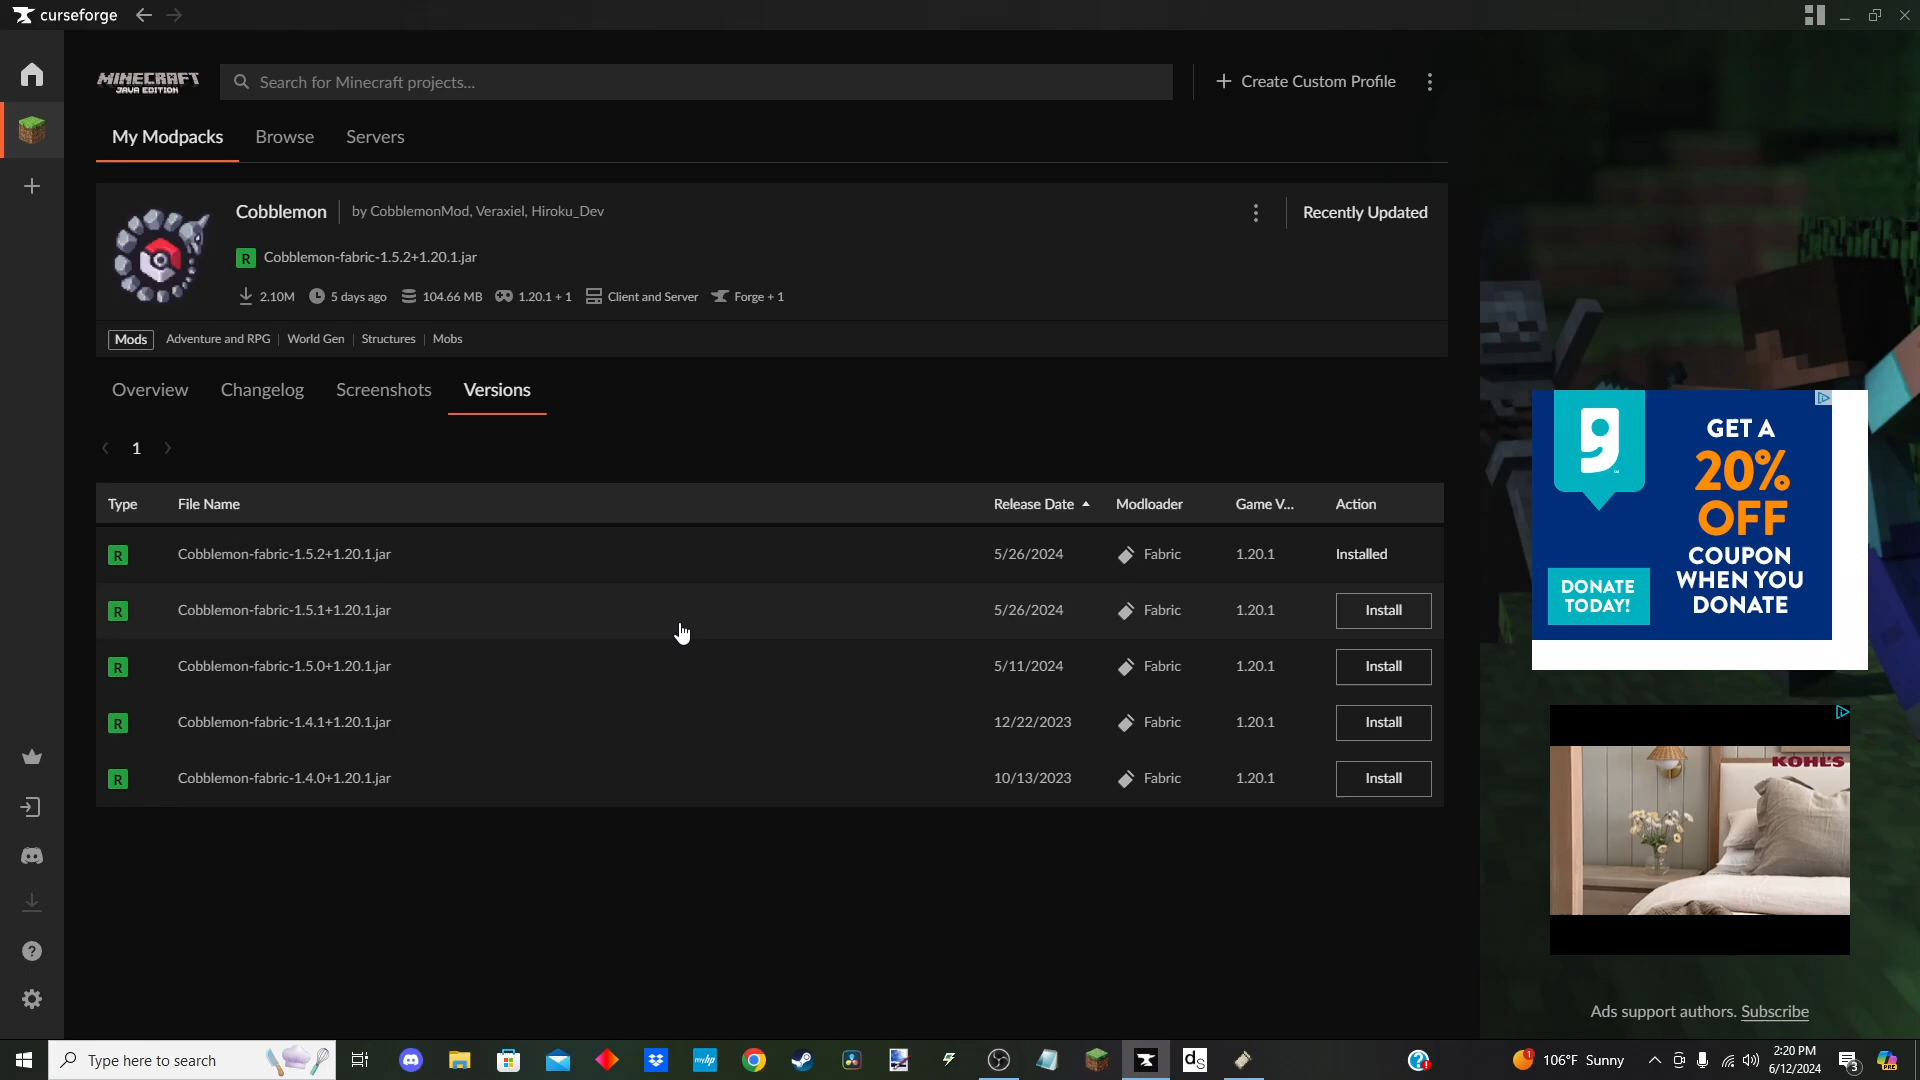 curseforge
MINECRAFT
JAVA EDITION
Search for Minecraft projects...
Create Custom Profile
My Modpacks
Browse
Servers
Cobblemon
by CobblemonMod, Veraxiel, Hiroku_Dev
Recently Updated
R Cobblemon-fabric-1.5.2+1.20.1.jar
2.10M
5 days ago
104.66 MB
1.20.1 + 1
Client and Server
Forge + 1
Mods
Adventure and RPG
World Gen
Structures
Mobs
Overview
Changelog
Screenshots
Versions
1
Type File Name Release Date Modloader Game V... Action
R Cobblemon-fabric-1.5.2+1.20.1.jar 5/26/2024 Fabric 1.20.1 Installed
R Cobblemon-fabric-1.5.1+1.20.1.jar 5/26/2024 Fabric 1.20.1 Install
R Cobblemon-fabric-1.5.0+1.20.1.jar 5/11/2024 Fabric 1.20.1 Install
R Cobblemon-fabric-1.4.1+1.20.1.jar 12/22/2023 Fabric 1.20.1 Install
R Cobblemon-fabric-1.4.0+1.20.1.jar 10/13/2023 Fabric 1.20.1 Install
GET A
20%
OFF
COUPON
WHEN YOU
DONATE
DONATE
TODAY!
KOHL'S
Ads support authors. Subscribe
Type here to search
myhp
ds
1
106°F Sunny
2:20 PM
6/12/2024
3
PRE